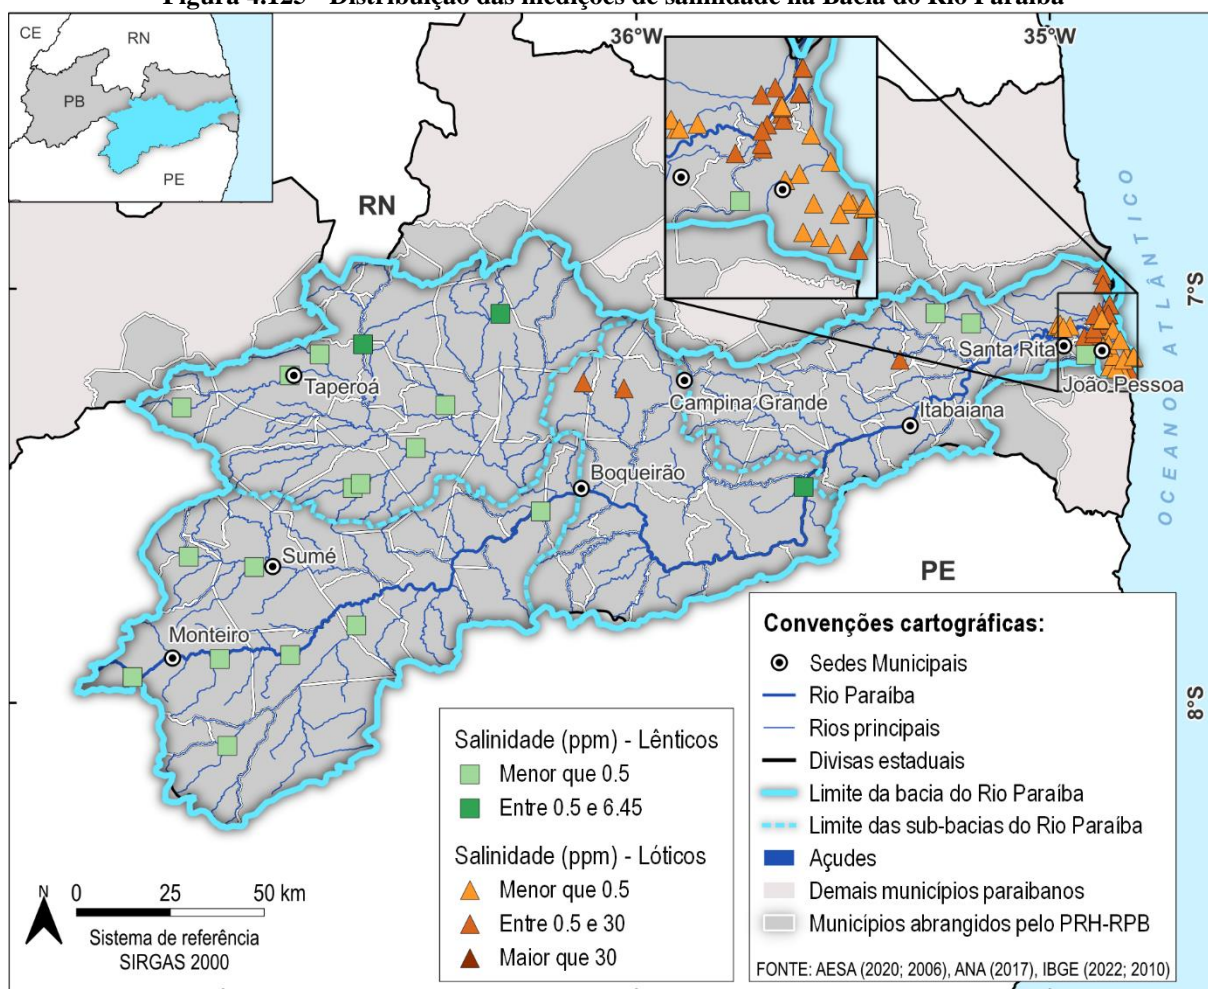 Figura 4.125 - Distribuição das medições de salinidade na Bacia do Rio Paraíba
36°W
35°W
CE
RN
PB
PE
RN
OCEANO ATLÂNTICO
7°S
Santa Rita
João Pessoa
Taperoá
Campina Grande
Itabaiana
Boqueirão
Sumé
PE
Monteiro
8°S
Convenções cartográficas:
Sedes Municipais
Rio Paraíba
Rios principais
Divisas estaduais
Limite da bacia do Rio Paraíba
Limite das sub-bacias do Rio Paraíba
Açudes
Demais municípios paraibanos
Municípios abrangidos pelo PRH-RPB
FONTE: AESA (2020; 2006), ANA (2017), IBGE (2022; 2010)
Salinidade (ppm) - Lênticos
Menor que 0.5
Entre 0.5 e 6.45
Salinidade (ppm) - Lóticos
Menor que 0.5
Entre 0.5 e 30
Maior que 30
N
0 25 50 km
Sistema de referência
SIRGAS 2000